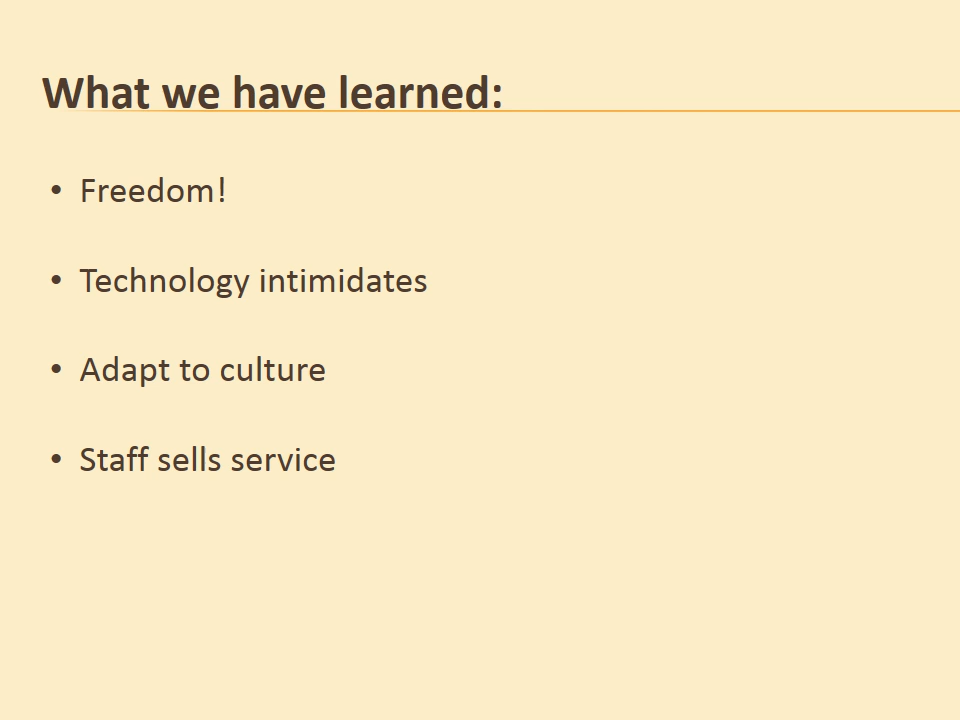 What we have learned:
• Freedom!
• Technology intimidates
• Adapt to culture
• Staff sells service